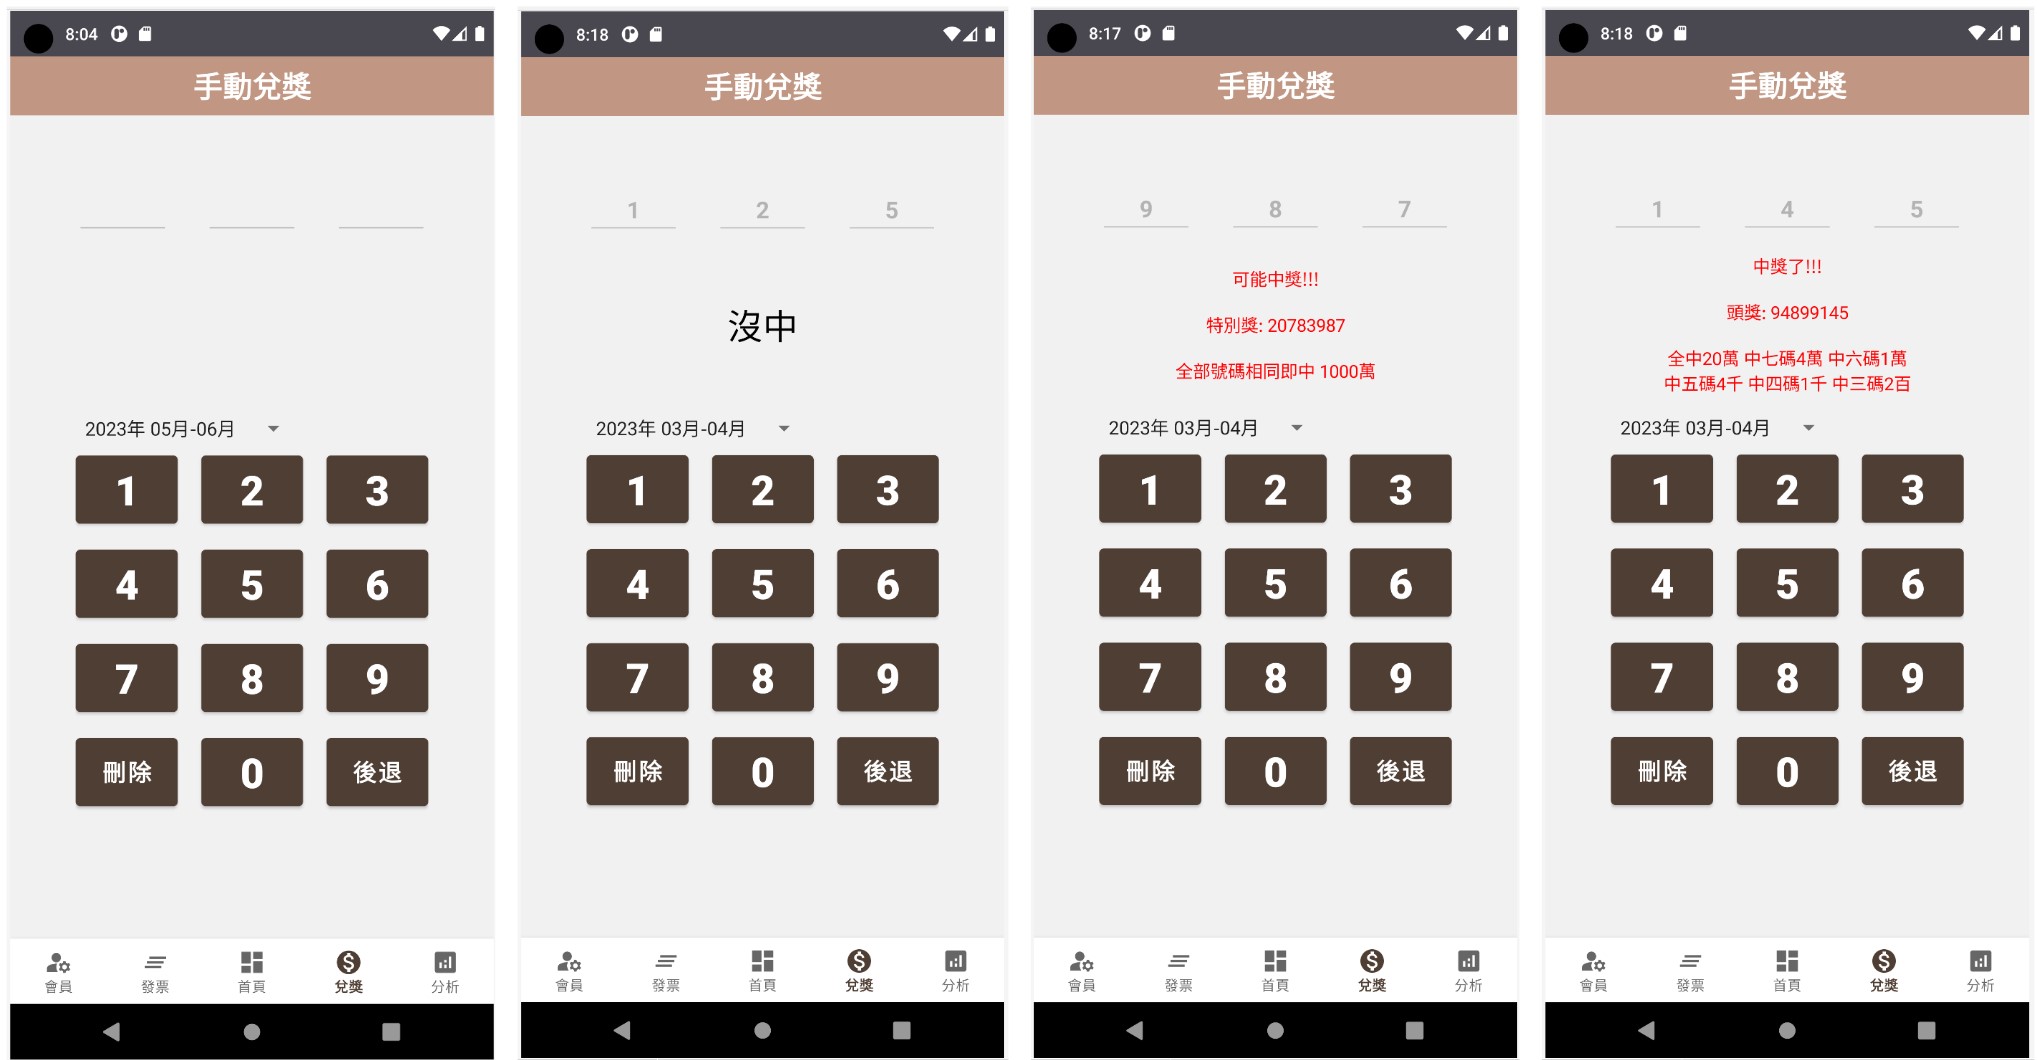 8:04
手動兌獎
2023年 05月-06月
1 2 3
4 5 6
7 8 9
刪除 0 後退
會員 發票 首頁 兌獎 分析
8:18
手動兌獎
1 2 5
沒中
2023年 03月-04月
1 2 3
4 5 6
7 8 9
刪除 0 後退
會員 發票 首頁 兌獎 分析
8:17
手動兌獎
9 8 7
可能中獎!!!
特別獎: 20783987
全部號碼相同即中 1000萬
2023年 03月-04月
1 2 3
4 5 6
7 8 9
刪除 0 後退
會員 發票 首頁 兌獎 分析
8:18
手動兌獎
1 4 5
中獎了!!!
頭獎: 94899145
全中20萬 中七碼4萬 中六碼1萬
中五碼4千 中四碼1千 中三碼2百
2023年 03月-04月
1 2 3
4 5 6
7 8 9
刪除 0 後退
會員 發票 首頁 兌獎 分析